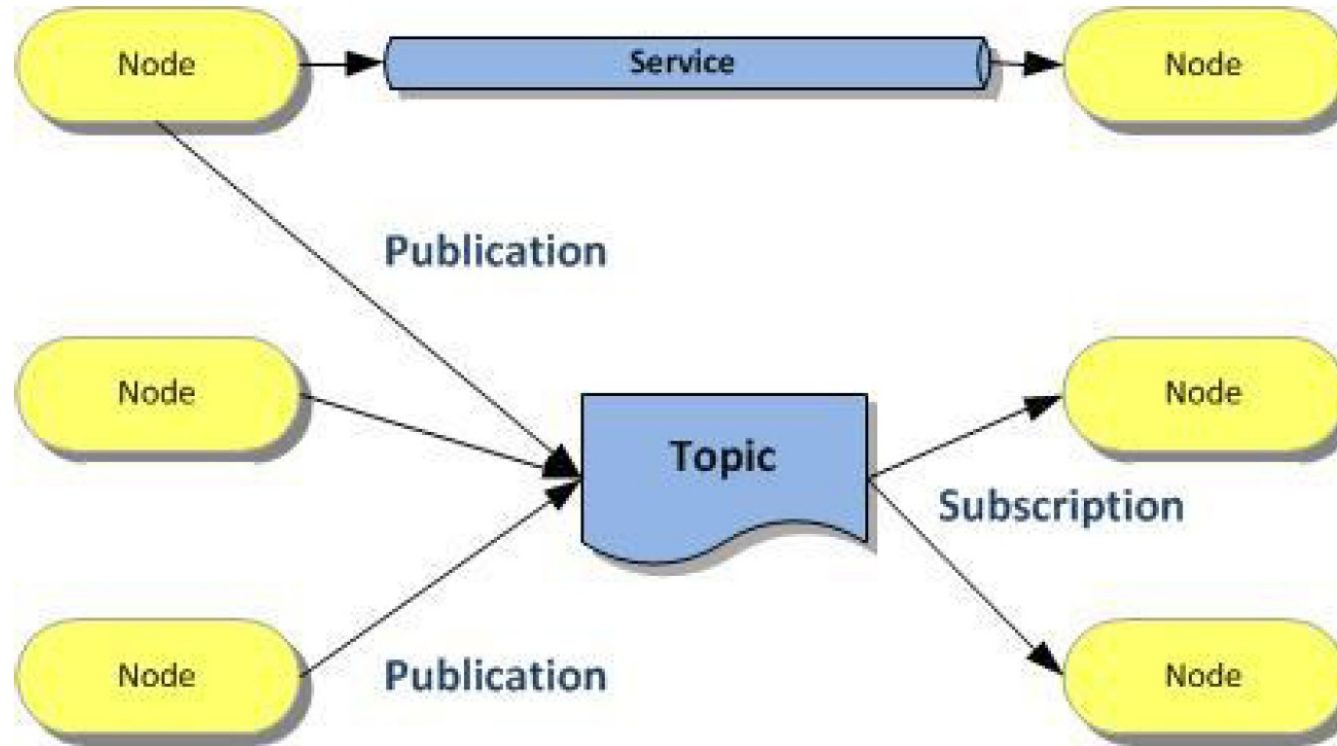 Node
Service
Node
Publication
Node
Topic
Node
Subscription
Node
Publication
Node